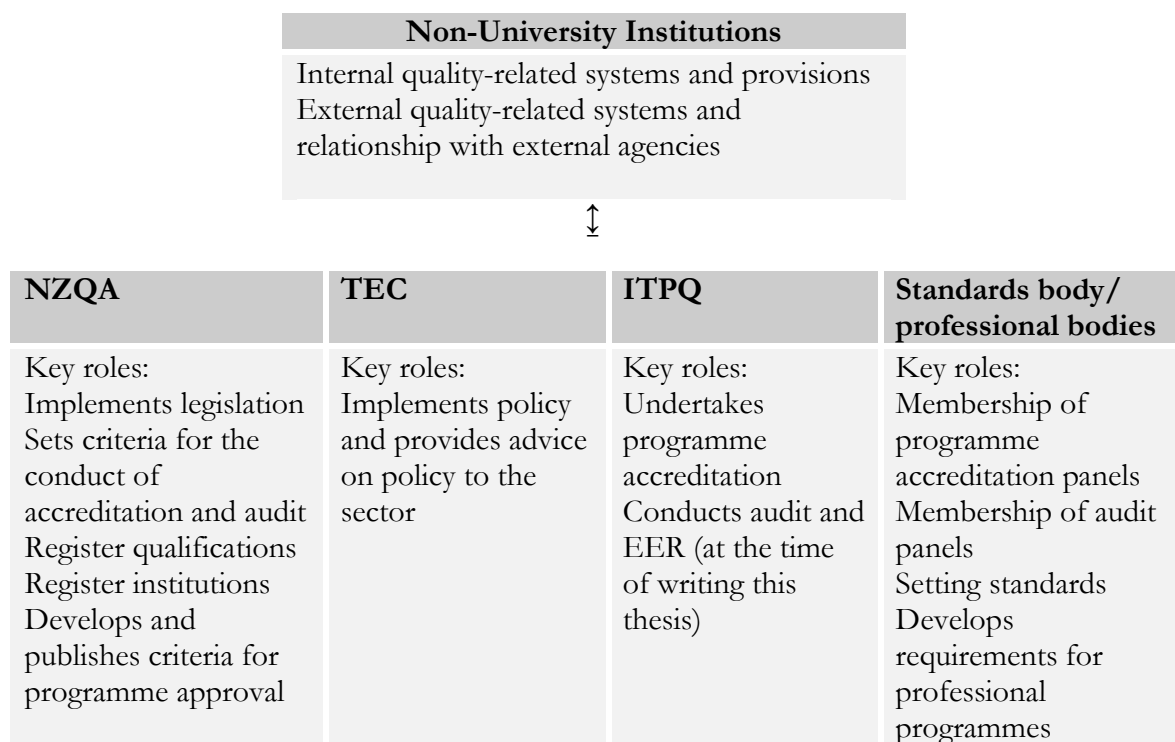 Non-University Institutions
Internal quality-related systems and provisions
External quality-related systems and
relationship with external agencies
↕
NZQA
Key roles:
Implements legislation
Sets criteria for the
conduct of
accreditation and audit
Register qualifications
Register institutions
Develops and
publishes criteria for
programme approval
TEC
Key roles:
Implements policy
and provides advice
on policy to the
sector
ITPQ
Key roles:
Undertakes
programme
accreditation
Conducts audit and
EER (at the time
of writing this
thesis)
Standards body/
professional bodies
Key roles:
Membership of
programme
accreditation panels
Membership of audit
panels
Setting standards
Develops
requirements for
professional
programmes